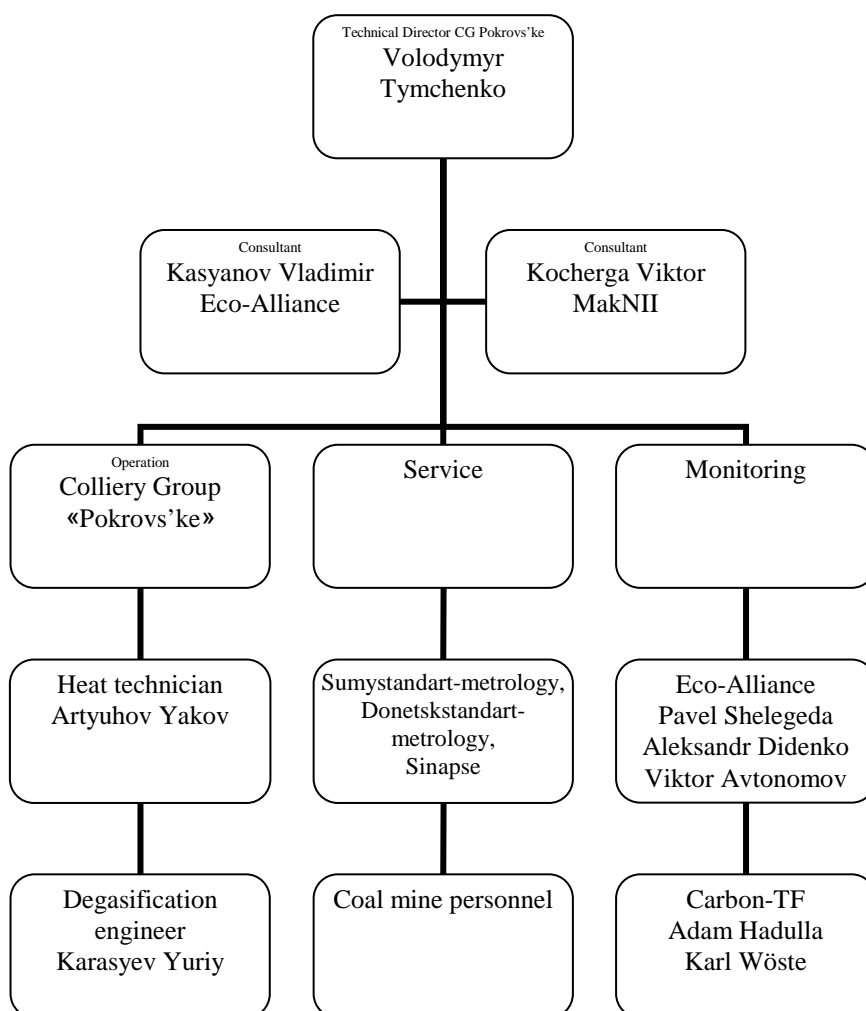 Technical Director CG Pokrovs’ke
Volodymyr
Tymchenko
Consultant
Kasyanov Vladimir
Eco-Alliance
Consultant
Kocherga Viktor
MakNII
Operation
Colliery Group
«Pokrovs’ke»
Service
Monitoring
Heat technician
Artyuhov Yakov
Sumystandart-metrology,
Donetskstandart-
metrology,
Sinapse
Eco-Alliance
Pavel Shelegeda
Aleksandr Didenko
Viktor Avtonomov
Degasification
engineer
Karasyev Yuriy
Coal mine personnel
Carbon-TF
Adam Hadulla
Karl Wöste